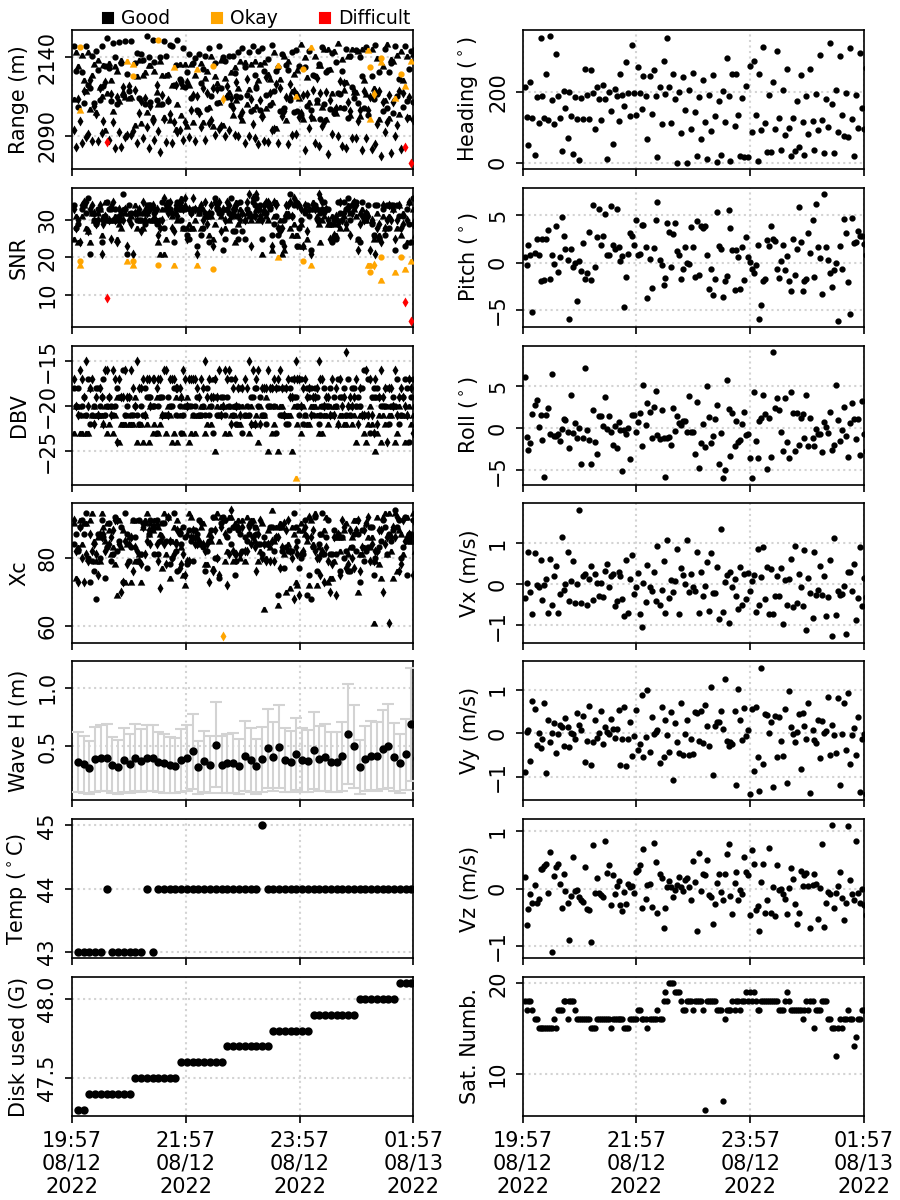 Good Okay Difficult
Range (m)
2140
2090
Heading (°)
200
0
SNR
30
20
10
Pitch (°)
5
0
−5
DBV
−15
−20
−25
Roll (°)
5
0
−5
Xc
80
60
Vx (m/s)
1
0
−1
Wave H (m)
1.0
0.5
Vy (m/s)
1
0
−1
Temp (°C)
45
44
43
Vz (m/s)
1
0
−1
Disk used (G)
48.0
47.5
Sat. Numb.
20
10
19:57 21:57 23:57 01:57
08/12 08/12 08/12 08/13
2022 2022 2022 2022
19:57 21:57 23:57 01:57
08/12 08/12 08/12 08/13
2022 2022 2022 2022